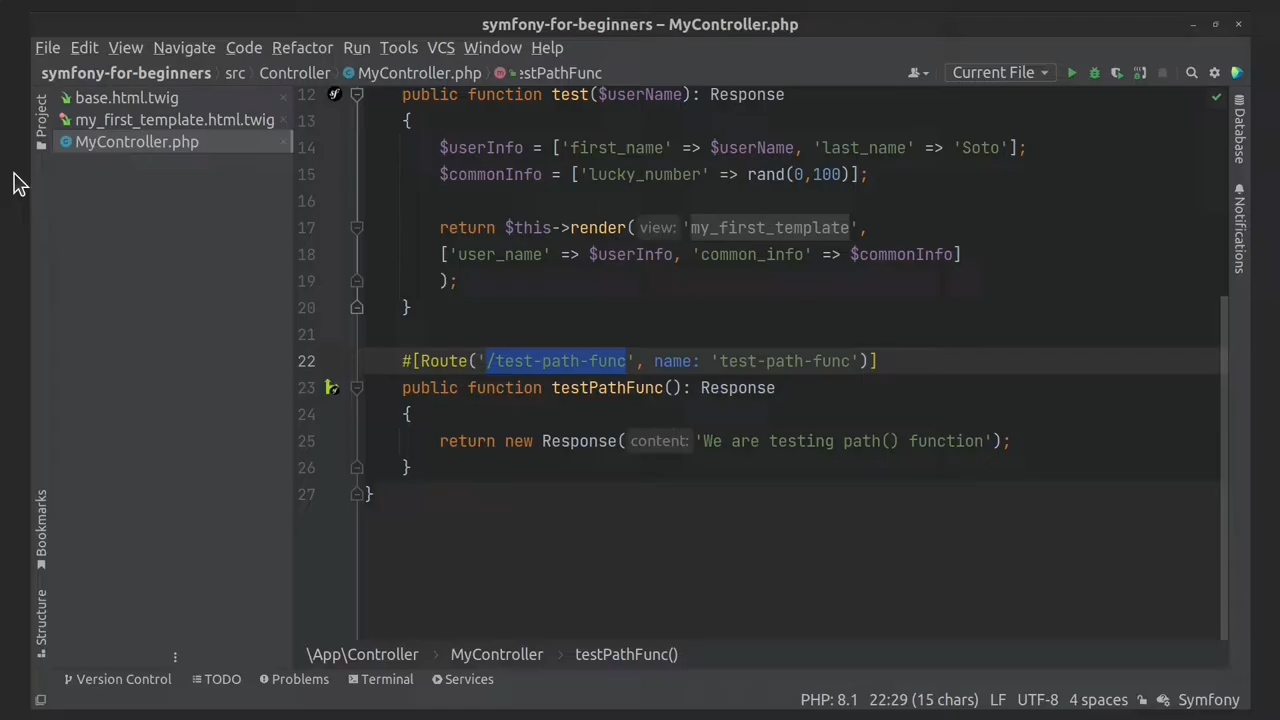 symfony-for-beginners – MyController.php
File Edit View Navigate Code Refactor Run Tools VCS Window Help
symfony-for-beginners src Controller MyController.php estPathFunc Current File
Project
base.html.twig
my_first_template.html.twig
MyController.php
12 public function test($userName): Response
13 {
14 $userInfo = ['first_name' => $userName, 'last_name' => 'Soto'];
15 $commonInfo = ['lucky_number' => rand(0,100)];
16
17 return $this->render( view: 'my_first_template',
18 ['user_name' => $userInfo, 'common_info' => $commonInfo]
19 );
20 }
21
22 #[Route('/test-path-func', name: 'test-path-func')]
23 public function testPathFunc(): Response
24 {
25 return new Response( content: 'We are testing path() function');
26 }
27 }
Database
Notifications
Bookmarks
Structure
\App\Controller › MyController › testPathFunc()
Version Control TODO Problems Terminal Services
PHP: 8.1 22:29 (15 chars) LF UTF-8 4 spaces Symfony